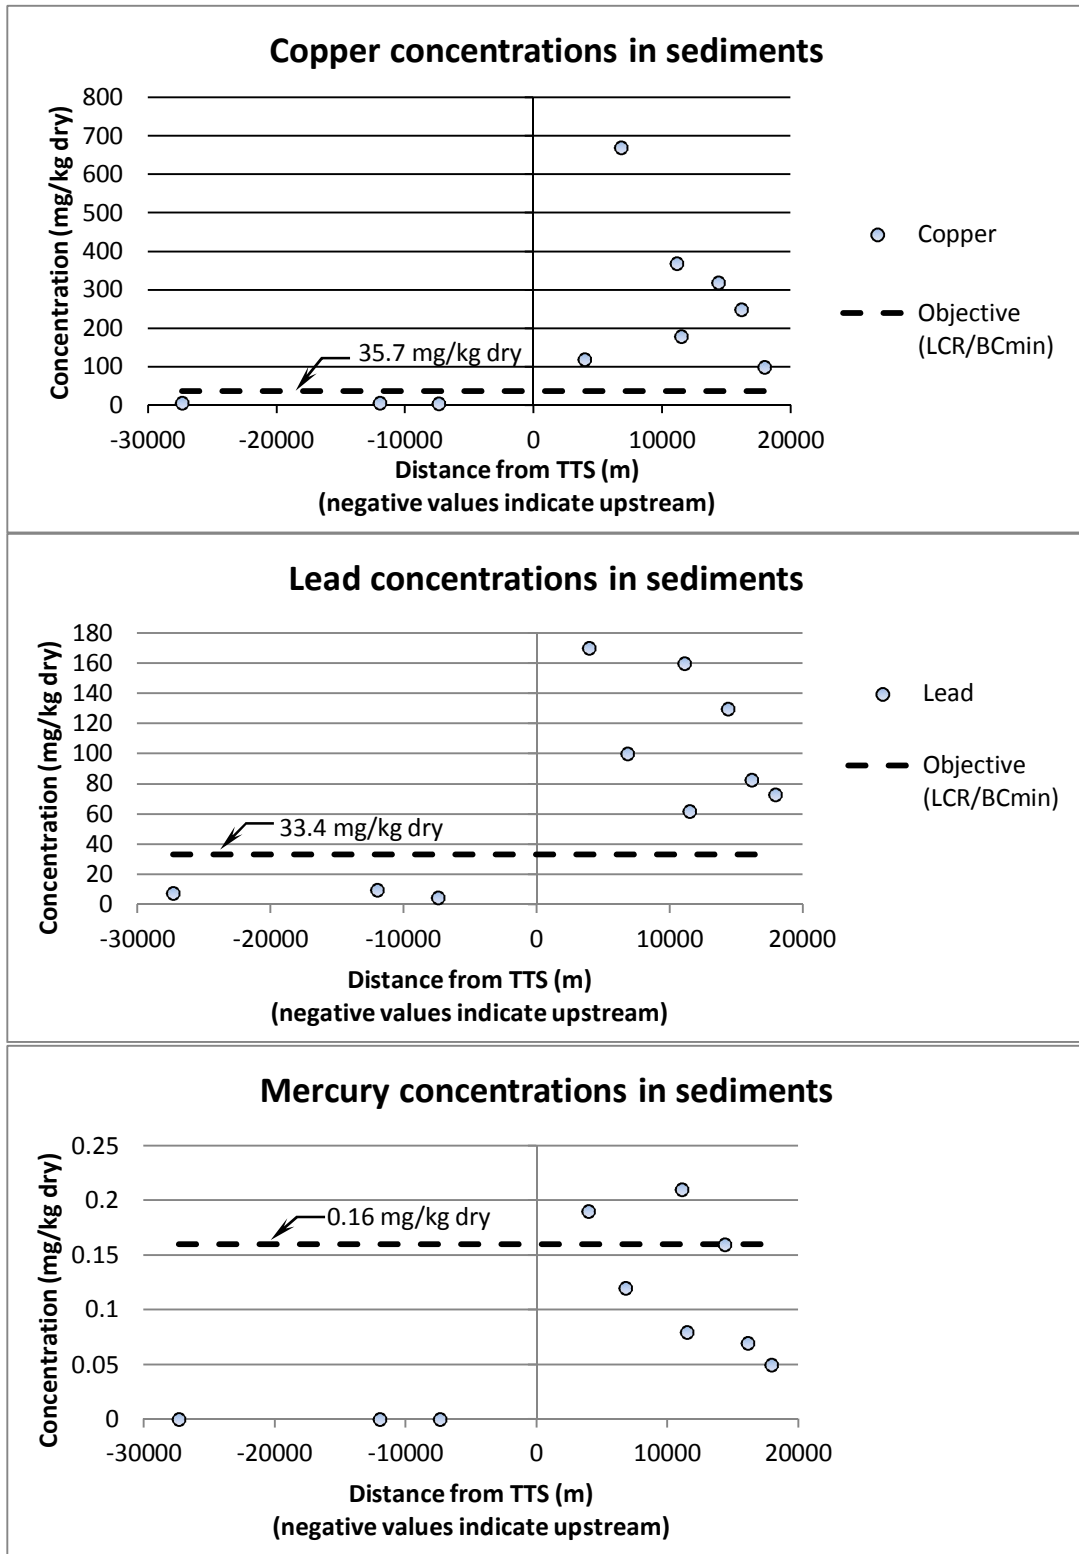 Copper concentrations in sediments
Concentration (mg/kg dry)
800
700
600
500
400
300
200
100
0
35.7 mg/kg dry
-30000 -20000 -10000 0 10000 20000
Distance from TTS (m)
(negative values indicate upstream)
Copper
Objective
(LCR/BCmin)
Lead concentrations in sediments
Concentration (mg/kg dry)
180
160
140
120
100
80
60
40
20
0
33.4 mg/kg dry
-30000 -20000 -10000 0 10000 20000
Distance from TTS (m)
(negative values indicate upstream)
Lead
Objective
(LCR/BCmin)
Mercury concentrations in sediments
Concentration (mg/kg dry)
0.25
0.2
0.15
0.1
0.05
0
0.16 mg/kg dry
-30000 -20000 -10000 0 10000 20000
Distance from TTS (m)
(negative values indicate upstream)